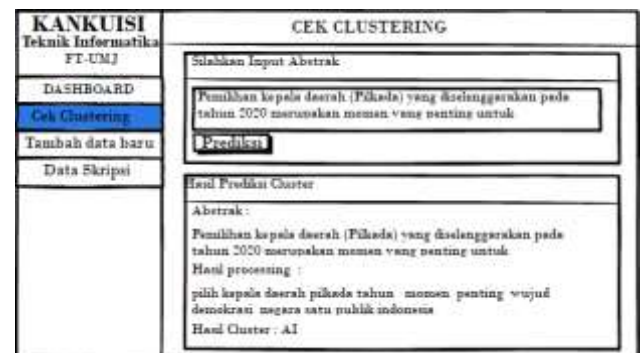 KANKUISI
Teknik Informatika
FT-UMJ
DASHBOARD
Cek Clustering
Tambah data baru
Data Skripsi
CEK CLUSTERING
Silahkan Input Abstrak
Pemilihan kepala daerah (Pilkada) yang diselenggarakan pada
tahun 2020 merupakan momen yang penting untuk
Prediksi
Hasil Prediksi Cluster
Abstrak :
Pemilihan kepala daerah (Pilkada) yang diselenggarakan pada
tahun 2020 merupakan momen yang penting untuk
Hasil processing :
pilih kepala daerah pilkada tahun momen penting wujud
demokrasi negara satu publik indonesia
Hasil Cluster : AI